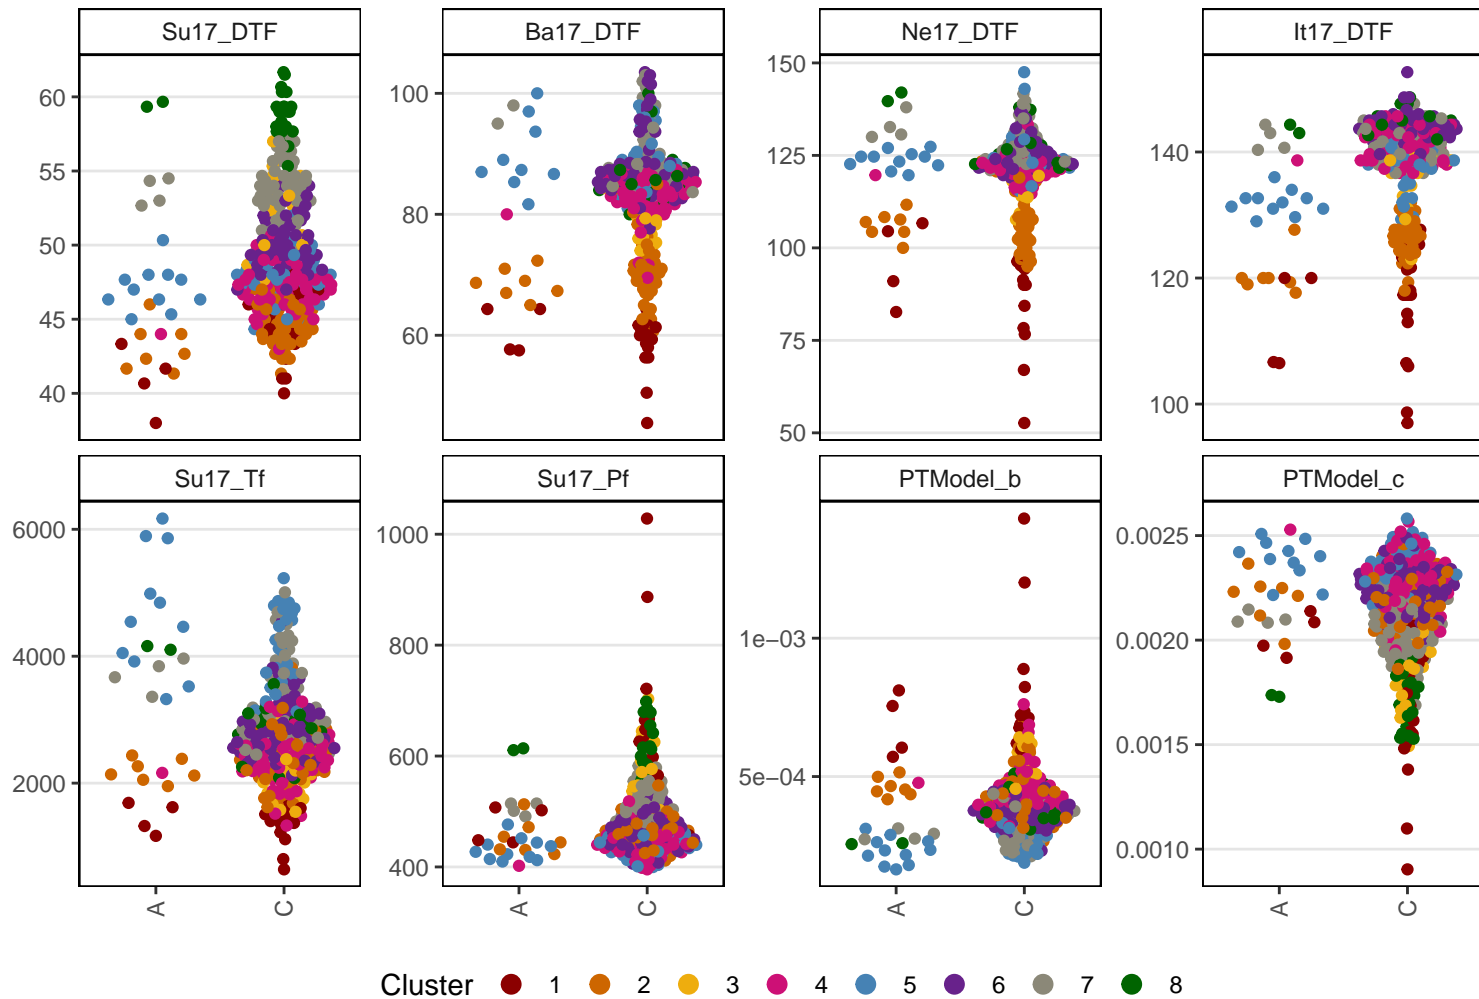 Su17_DTF Ba17_DTF Ne17_DTF It17_DTF
60 55 50 45 40
100 80 60
150 125 100 75 50
140 120 100
Su17_Tf Su17_Pf PTModel_b PTModel_c
6000 4000 2000
1000 800 600 400
1e−03 5e−04
0.0025 0.0020 0.0015 0.0010
A C A C A C A C
Cluster 1 2 3 4 5 6 7 8